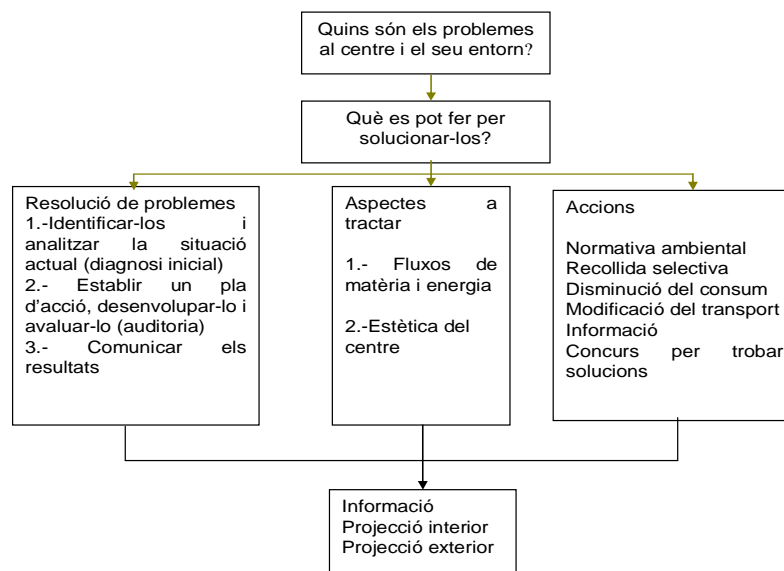 Quins són els problemes
al centre i el seu entorn?
Què es pot fer per
solucionar-los?
Resolució de problemes
1.-Identificar-los i
analitzar la situació
actual (diagnosi inicial)
2.- Establir un pla
d'acció, desenvolupar-lo i
avaluar-lo (auditoria)
3.- Comunicar els
resultats
Aspectes a
tractar
1.- Fluxos de
matèria i energia
2.-Estètica del
centre
Accions
Normativa ambiental
Recollida selectiva
Disminució del consum
Modificació del transport
Informació
Concurs per trobar
solucions
Informació
Projecció interior
Projecció exterior